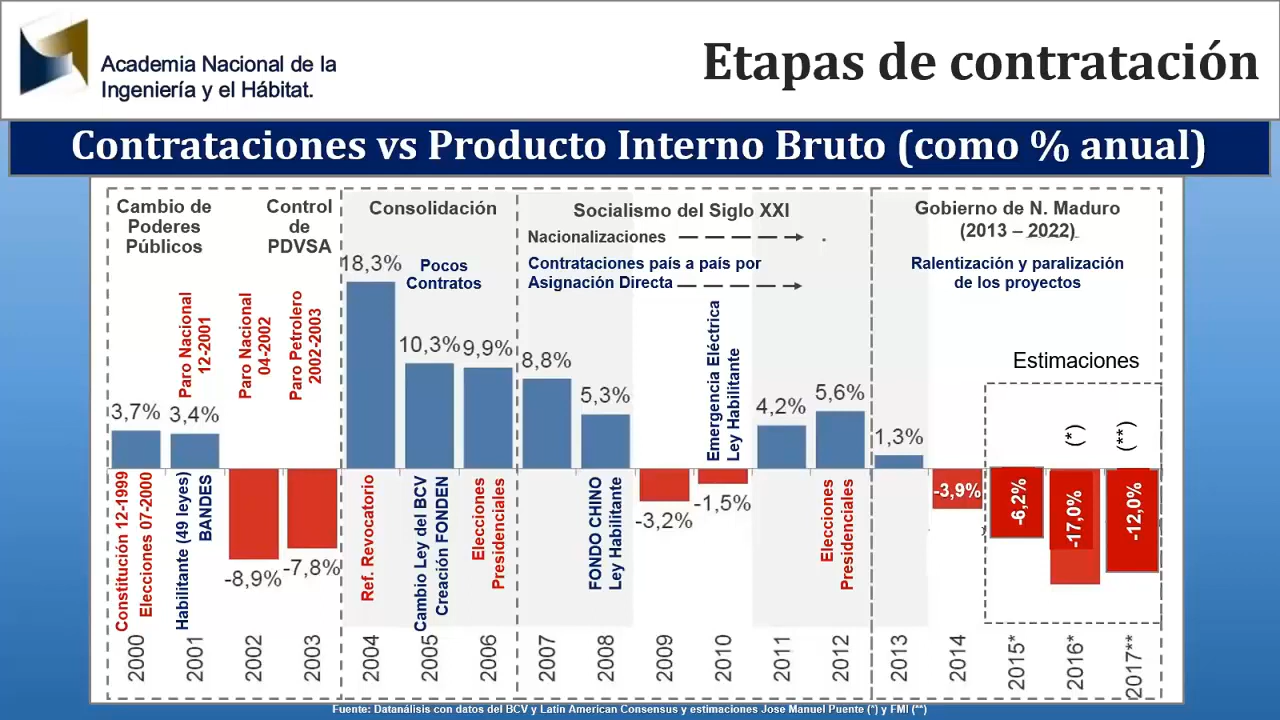 Academia Nacional de la
Ingeniería y el Hábitat.
Etapas de contratación
Contrataciones vs Producto Interno Bruto (como % anual)
Cambio de
Poderes
Públicos
Control
de
PDVSA
Consolidación
Pocos
Contratos
Socialismo del Siglo XXI
Nacionalizaciones
Contrataciones país a país por
Asignación Directa
Gobierno de N. Maduro
(2013 – 2022)
Ralentización y paralización
de los proyectos
Estimaciones
Paro Nacional
12-2001
Paro Nacional
04-2002
Paro Petrolero
2002-2003
Emergencia Eléctrica
Ley Habilitante
3,7%
3,4%
-8,9%
-7,8%
18,3%
10,3%
9,9%
8,8%
5,3%
-3,2%
-1,5%
4,2%
5,6%
1,3%
-3,9%
-6,2%
(*)
-17,0%
(**)
-12,0%
Constitución 12-1999
Elecciones 07-2000
Habilitante (49 leyes)
BANDES
Ref. Revocatorio
Cambio Ley del BCV
Creación FONDEN
Elecciones
Presidenciales
FONDO CHINO
Ley Habilitante
Elecciones
Presidenciales
2000
2001
2002
2003
2004
2005
2006
2007
2008
2009
2010
2011
2012
2013
2014
2015*
2016*
2017**
Fuente: Datanálisis con datos del BCV y Latin American Consensus y estimaciones Jose Manuel Puente (*) y FMI (**)